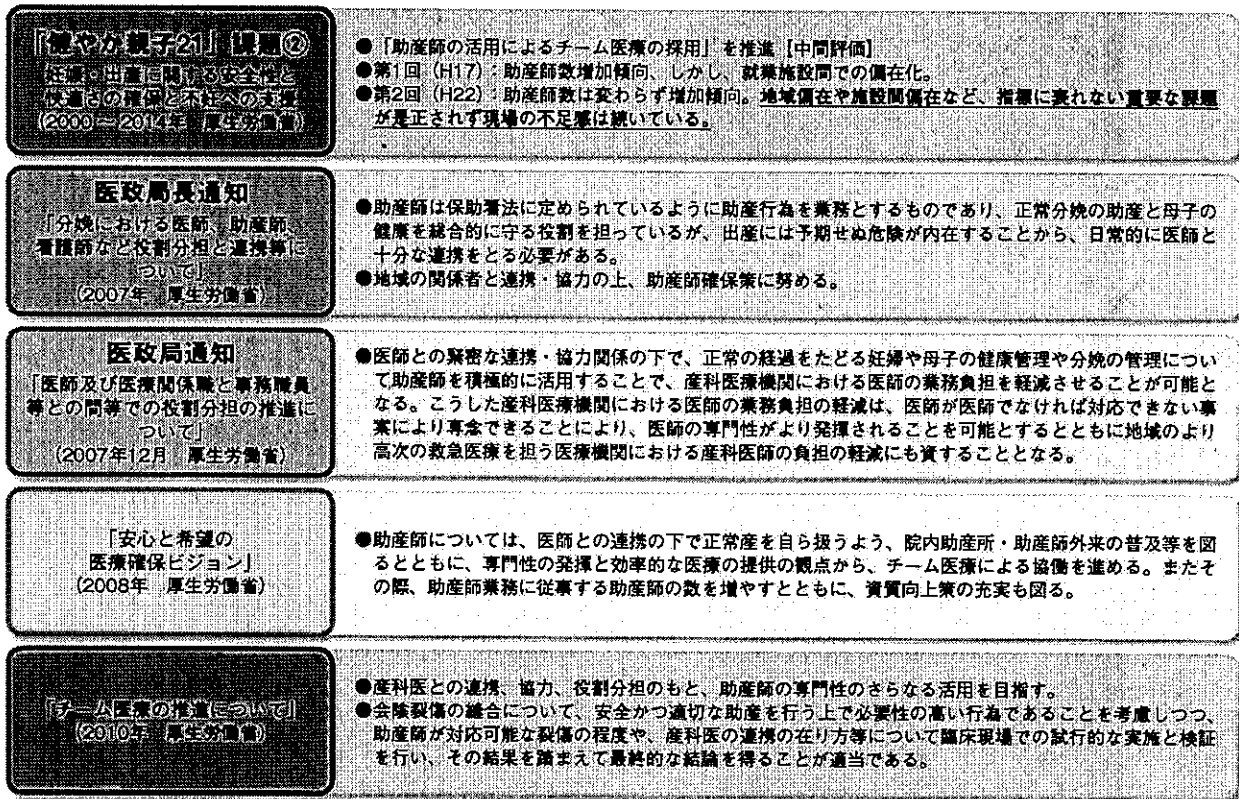 「健やか親子21」課題②
妊娠・出産に関する安全性と
快適さの確保と不妊への支援
(2000～2014年 厚生労働省)
●「助産師の活用によるチーム医療の採用」を推進【中間評価】
●第1回(H17):助産師数増加傾向、しかし、就業施設間での偏在化。
●第2回(H22):助産師数は変わらず増加傾向。地域偏在や施設間偏在など、指標に表れない重要な課題
が是正されず現場の不足感は続いている。
医政局長通知
「分娩における医師、助産師、
看護師など役割分担と連携等に
ついて」
(2007年 厚生労働省)
●助産師は保助看法に定められているように助産行為を業務とするものであり、正常分娩の助産と母子の
健康を総合的に守る役割を担っているが、出産には予期せぬ危険が内在することから、日常的に医師と
十分な連携をとる必要がある。
●地域の関係者と連携・協力の上、助産師確保策に努める。
医政局通知
「医師及び医療関係職と事務職員
等との間等での役割分担の推進に
ついて」
(2007年12月 厚生労働省)
●医師との緊密な連携・協力関係の下で、正常の経過をたどる妊婦や母子の健康管理や分娩の管理につい
て助産師を積極的に活用することで、産科医療機関における医師の業務負担を軽減させることが可能と
なる。こうした産科医療機関における医師の業務負担の軽減は、医師が医師でなければ対応できない事
案により専念できることにより、医師の専門性がより発揮されることを可能とするとともに地域のより
高次の救急医療を担う医療機関における産科医師の負担の軽減にも資することとなる。
「安心と希望の
医療確保ビジョン」
(2008年 厚生労働省)
●助産師については、医師との連携の下で正常産を自ら扱うよう、院内助産所・助産師外来の普及等を図
るとともに、専門性の発揮と効率的な医療の提供の観点から、チーム医療による協働を進める。またそ
の際、助産師業務に従事する助産師の数を増やすとともに、資質向上策の充実も図る。
「チーム医療の推進について」
(2010年 厚生労働省)
●産科医との連携、協力、役割分担のもと、助産師の専門性のさらなる活用を目指す。
●会陰裂傷の縫合について、安全かつ適切な助産を行う上で必要性の高い行為であることを考慮しつつ、
助産師が対応可能な裂傷の程度や、産科医の連携の在り方等について臨床現場での試行的な実施と検証
を行い、その結果を踏まえて最終的な結論を得ることが適当である。